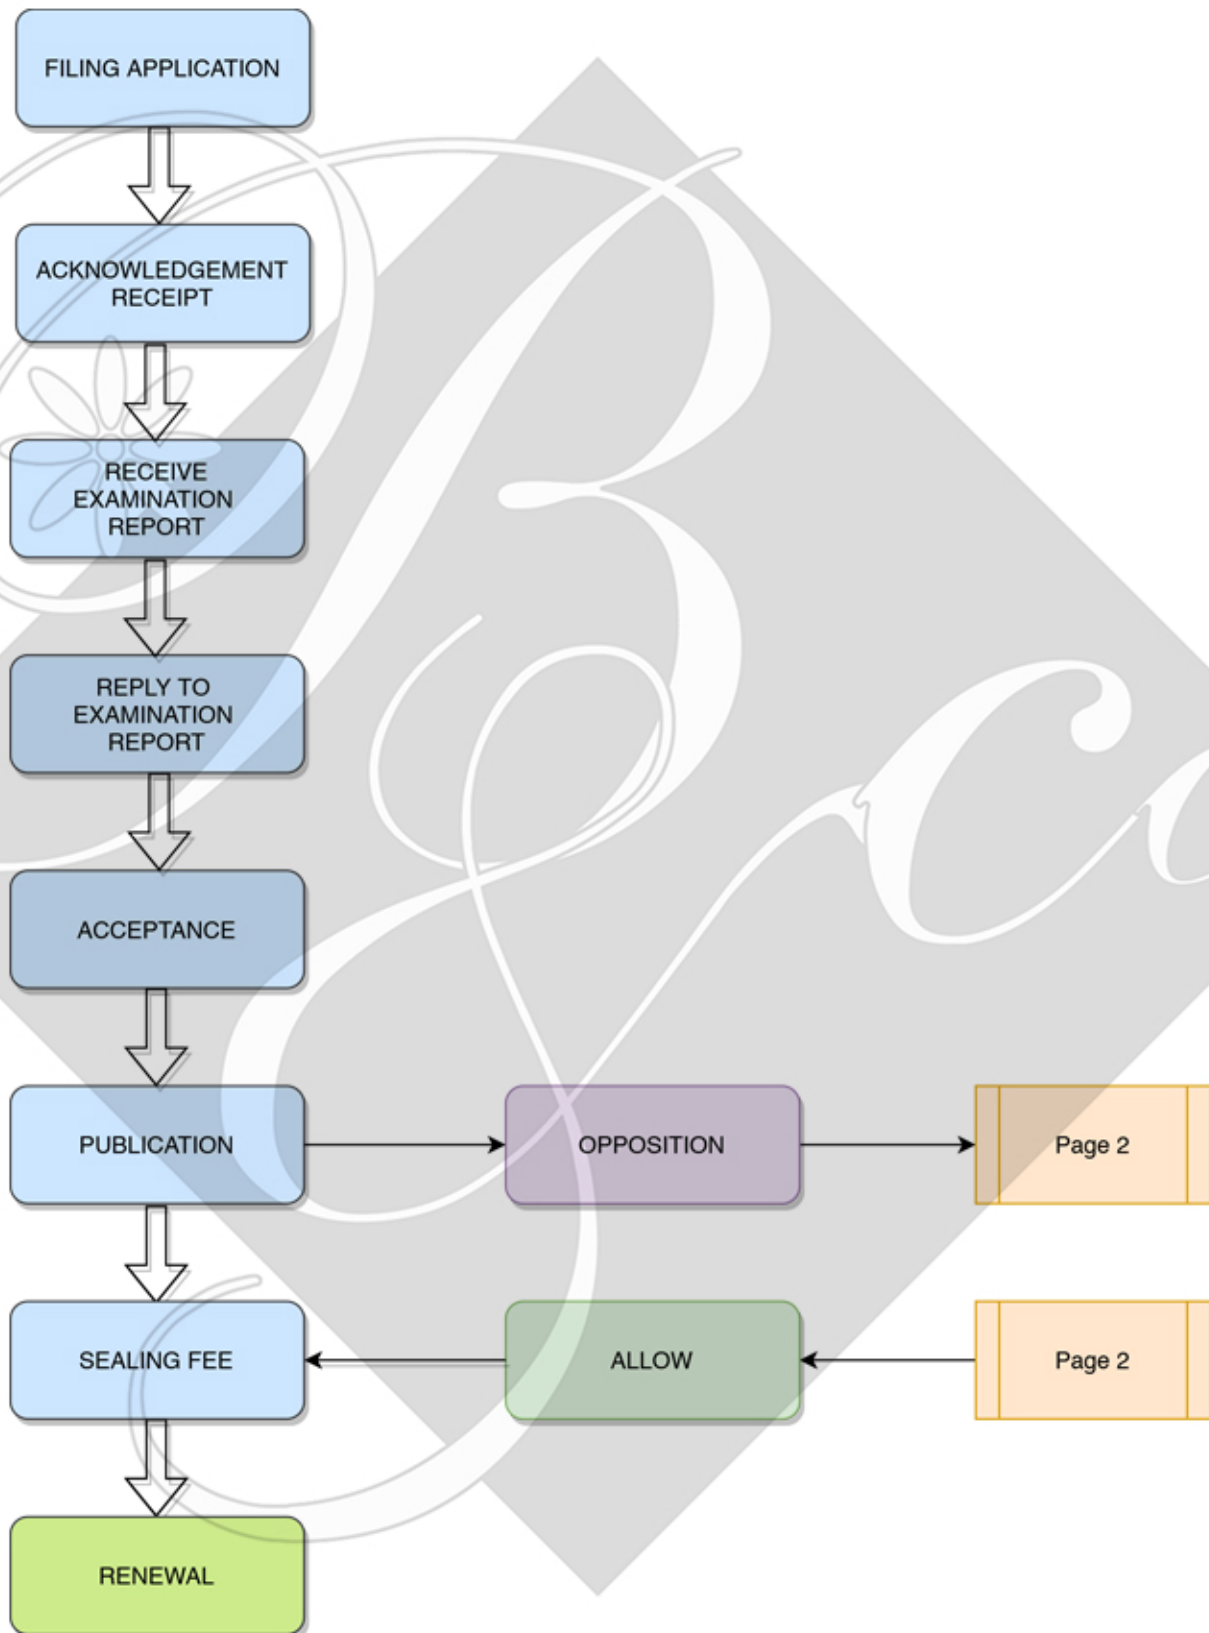 FILING APPLICATION
ACKNOWLEDGEMENT
RECEIPT
RECEIVE
EXAMINATION
REPORT
REPLY TO
EXAMINATION
REPORT
ACCEPTANCE
PUBLICATION
OPPOSITION
Page 2
SEALING FEE
ALLOW
Page 2
RENEWAL